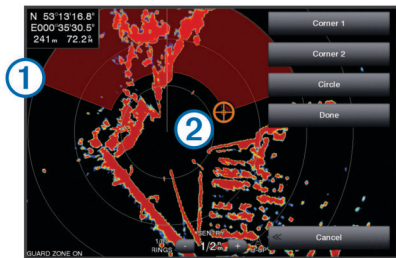 N 53°13'16.8"
E000°35'30.5"
241m 72.2°M
1
2
Corner 1
Corner 2
Circle
Done
Cancel
SENTRY
RINGS
- 1/2 +
GUARD ZONE ON